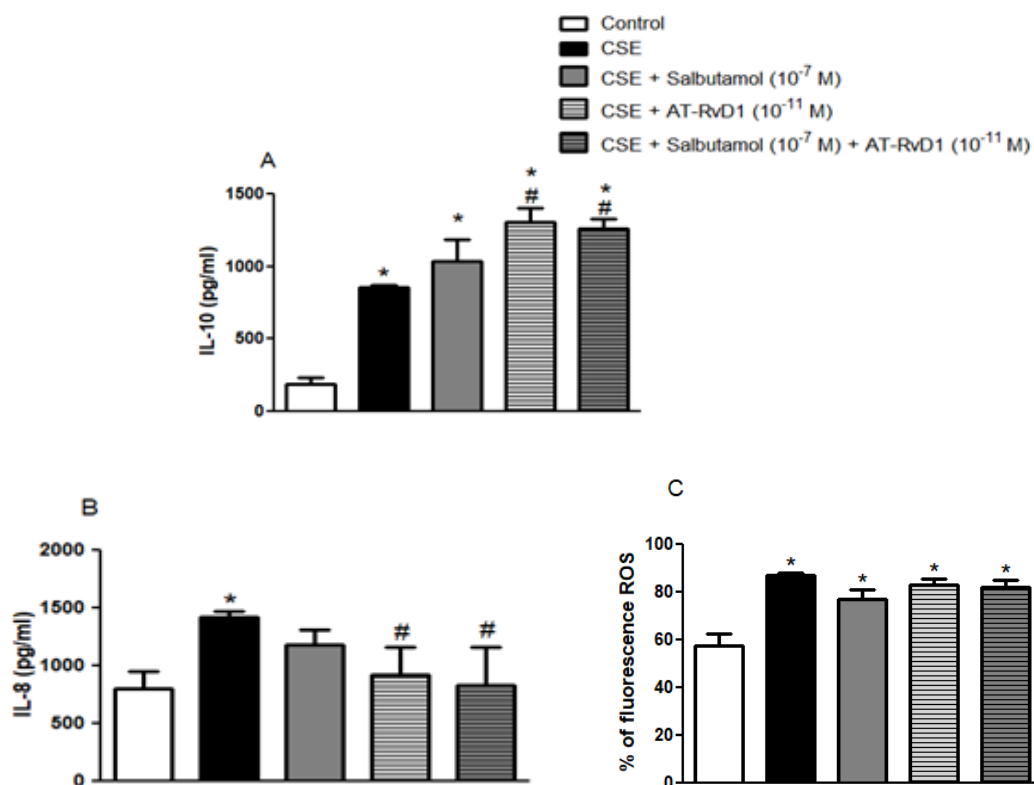 Control
CSE
CSE + Salbutamol (10⁻⁷ M)
CSE + AT-RvD1 (10⁻¹¹ M)
CSE + Salbutamol (10⁻⁷ M) + AT-RvD1 (10⁻¹¹ M)
A
IL-10 (pg/ml)
1500
1000
500
0
*
*
*
#
*
#
B
IL-8 (pg/ml)
2000
1500
1000
500
0
*
#
#
C
% of fluorescence ROS
100
80
60
40
20
0
*
*
*
*